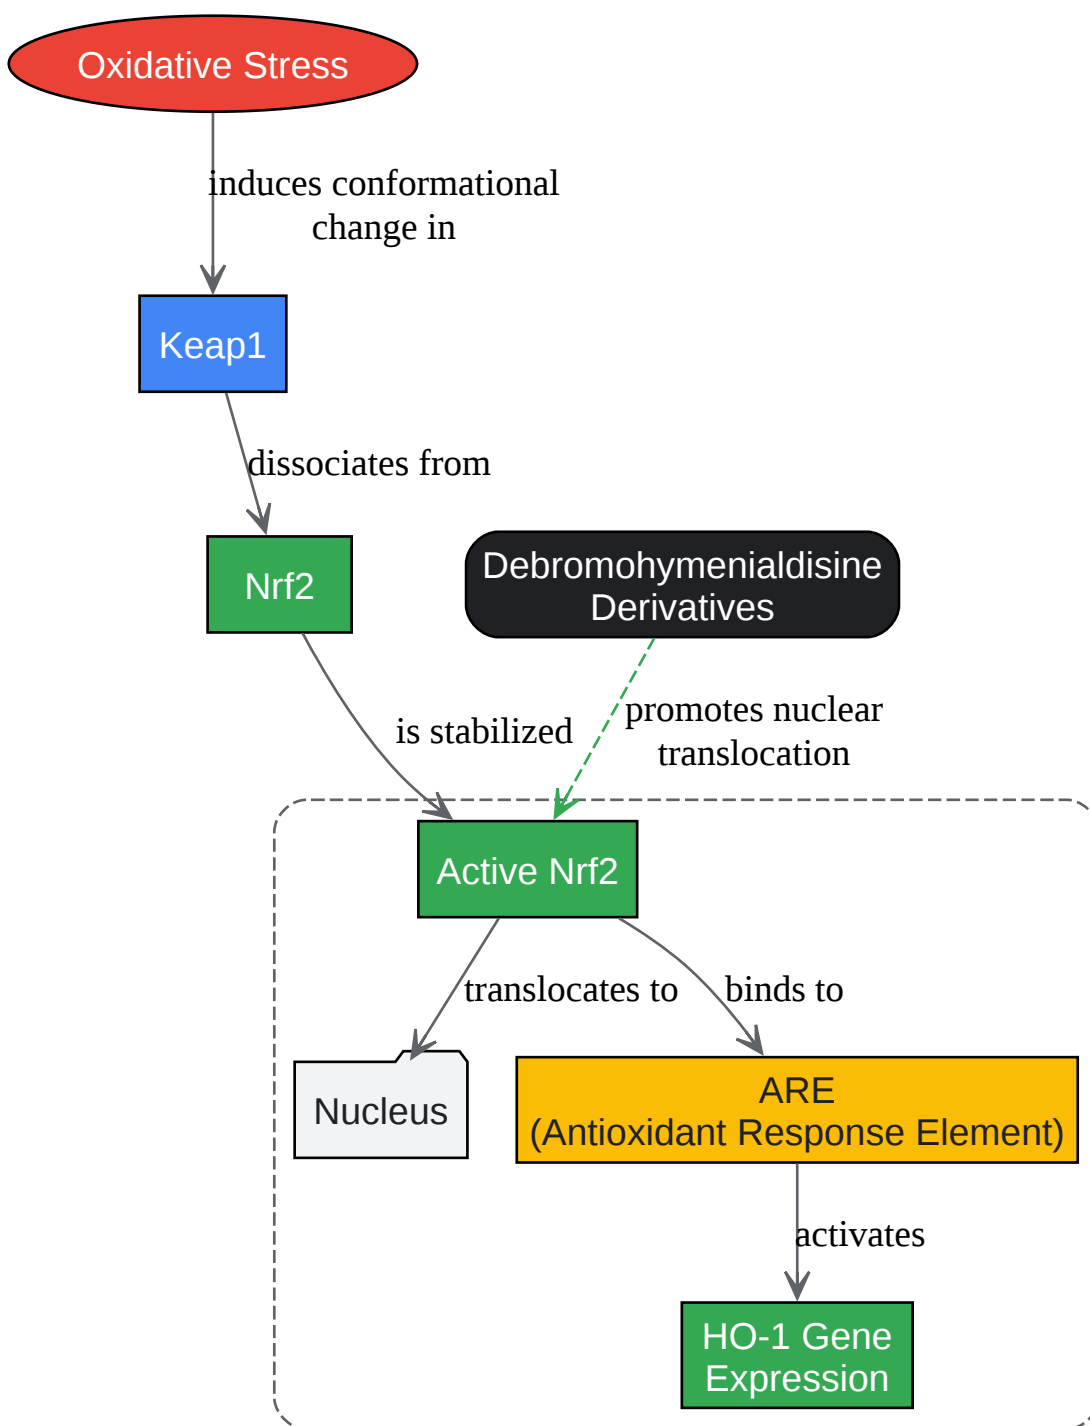 Oxidative Stress
induces conformational
change in
Keap1
dissociates from
Nrf2
Debromohymenialdisine
Derivatives
is stabilized
promotes nuclear
translocation
Active Nrf2
translocates to
binds to
Nucleus
ARE
(Antioxidant Response Element)
activates
HO-1 Gene
Expression